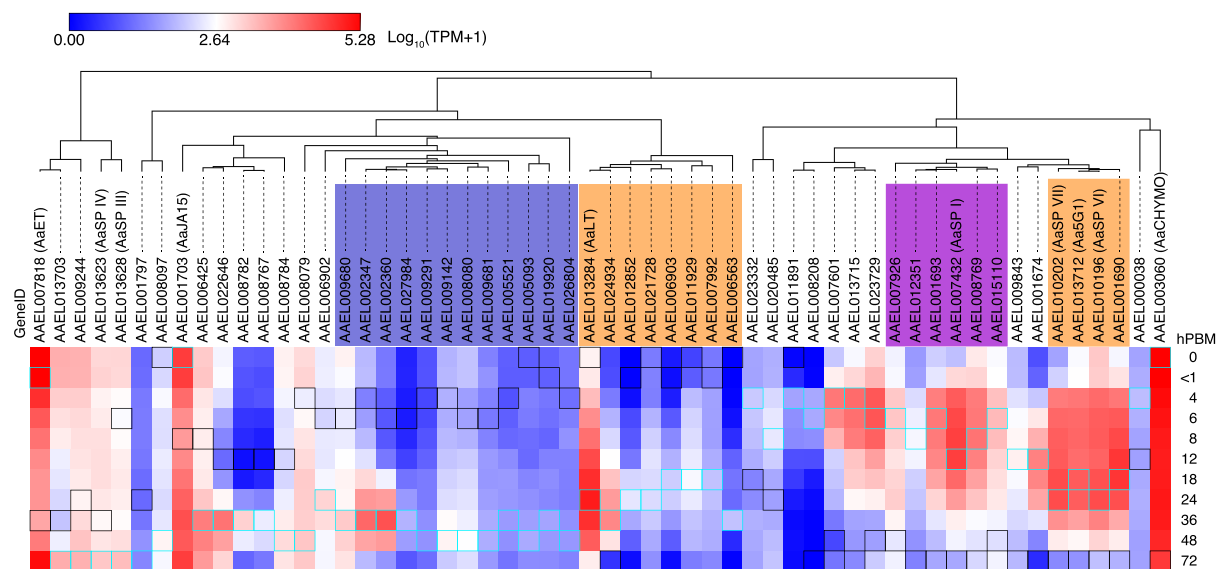 0.00 2.64 5.28 Log10(TPM+1)
GeneID
AAEL007818 (AaET)
AAEL013703
AAEL009244
AAEL013623 (AaSP IV)
AAEL013628 (AaSP III)
AAEL001797
AAEL008097
AAEL001703 (AaJA15)
AAEL006425
AAEL022646
AAEL008782
AAEL008767
AAEL008784
AAEL008079
AAEL006902
AAEL009680
AAEL002347
AAEL002360
AAEL027984
AAEL009291
AAEL009142
AAEL008080
AAEL009681
AAEL005521
AAEL005093
AAEL019920
AAEL026804
AAEL013284 (AaLT)
AAEL024934
AAEL012852
AAEL021728
AAEL006903
AAEL011929
AAEL007992
AAEL006563
AAEL023332
AAEL020485
AAEL011891
AAEL008208
AAEL007601
AAEL013715
AAEL023729
AAEL007926
AAEL012351
AAEL001693
AAEL007432 (AaSP I)
AAEL008769
AAEL015110
AAEL009843
AAEL001674
AAEL010202 (AaSP VII)
AAEL013712 (Aa5G1)
AAEL010196 (AaSP VI)
AAEL001690
AAEL000038
AAEL003060 (AaCHYMO)
hPBM
0
<1
4
6
8
12
18
24
36
48
72